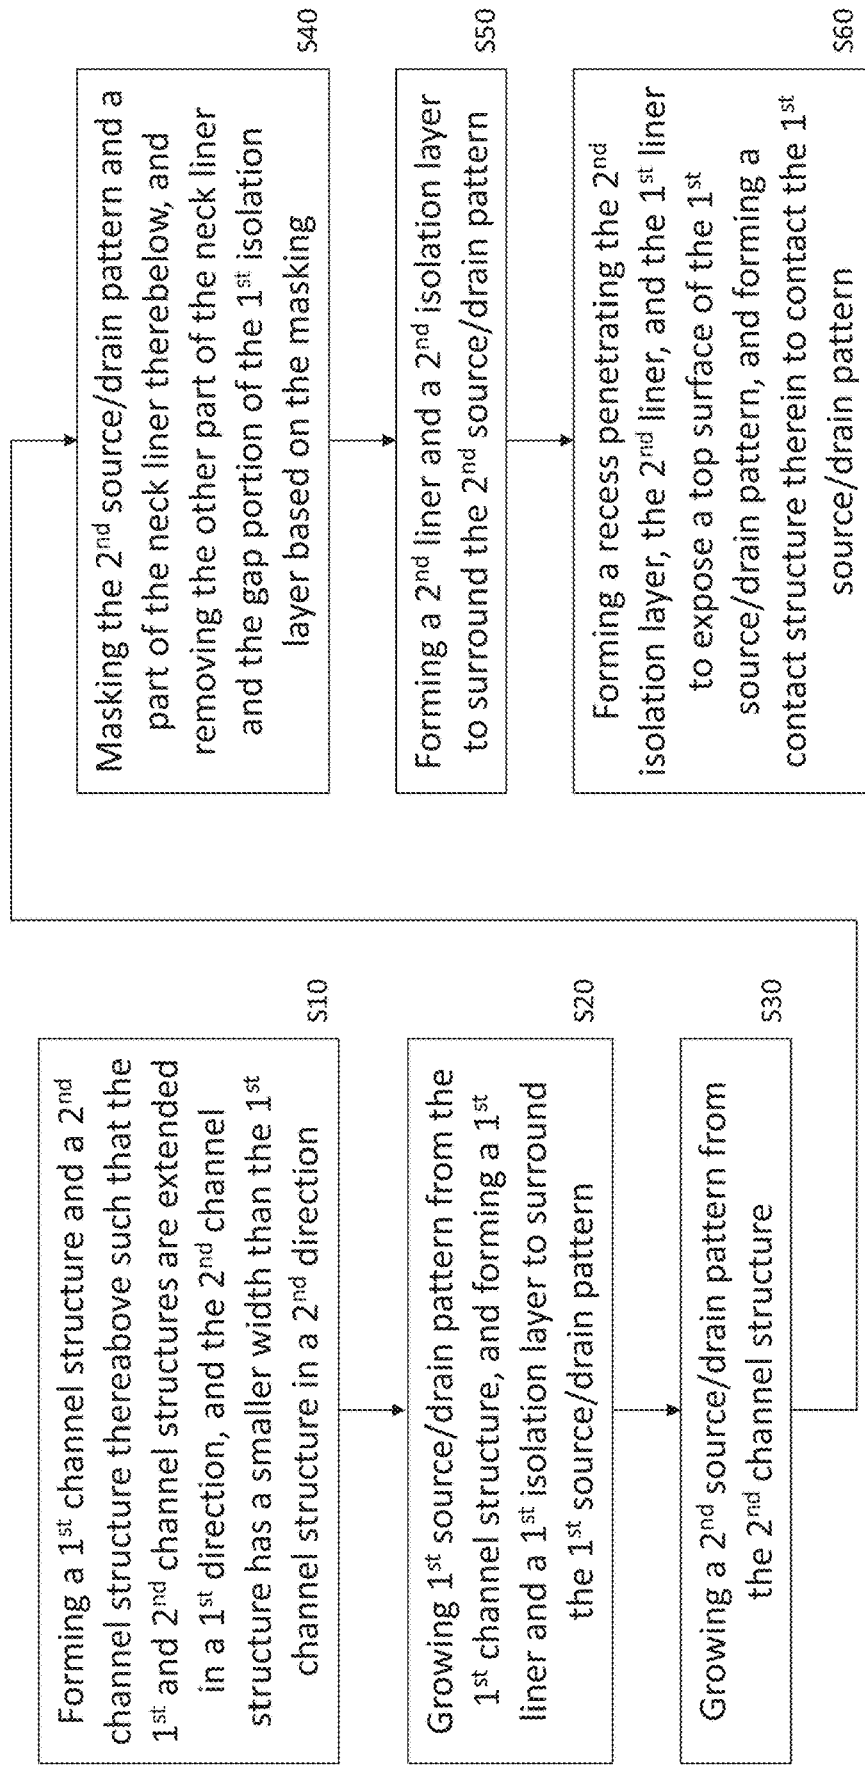 Forming a 1st channel structure and a 2nd
channel structure thereabove such that the
1st and 2nd channel structures are extended
in a 1st direction, and the 2nd channel
structure has a smaller width than the 1st
channel structure in a 2nd direction
S10
Growing 1st source/drain pattern from the
1st channel structure, and forming a 1st
liner and a 1st isolation layer to surround
the 1st source/drain pattern
S20
Growing a 2nd source/drain pattern from
the 2nd channel structure
S30
Masking the 2nd source/drain pattern and a
part of the neck liner therebelow, and
removing the other part of the neck liner
and the gap portion of the 1st isolation
layer based on the masking
S40
Forming a 2nd liner and a 2nd isolation layer
to surround the 2nd source/drain pattern
S50
Forming a recess penetrating the 2nd
isolation layer, the 2nd liner, and the 1st liner
to expose a top surface of the 1st
source/drain pattern, and forming a
contact structure therein to contact the 1st
source/drain pattern
S60